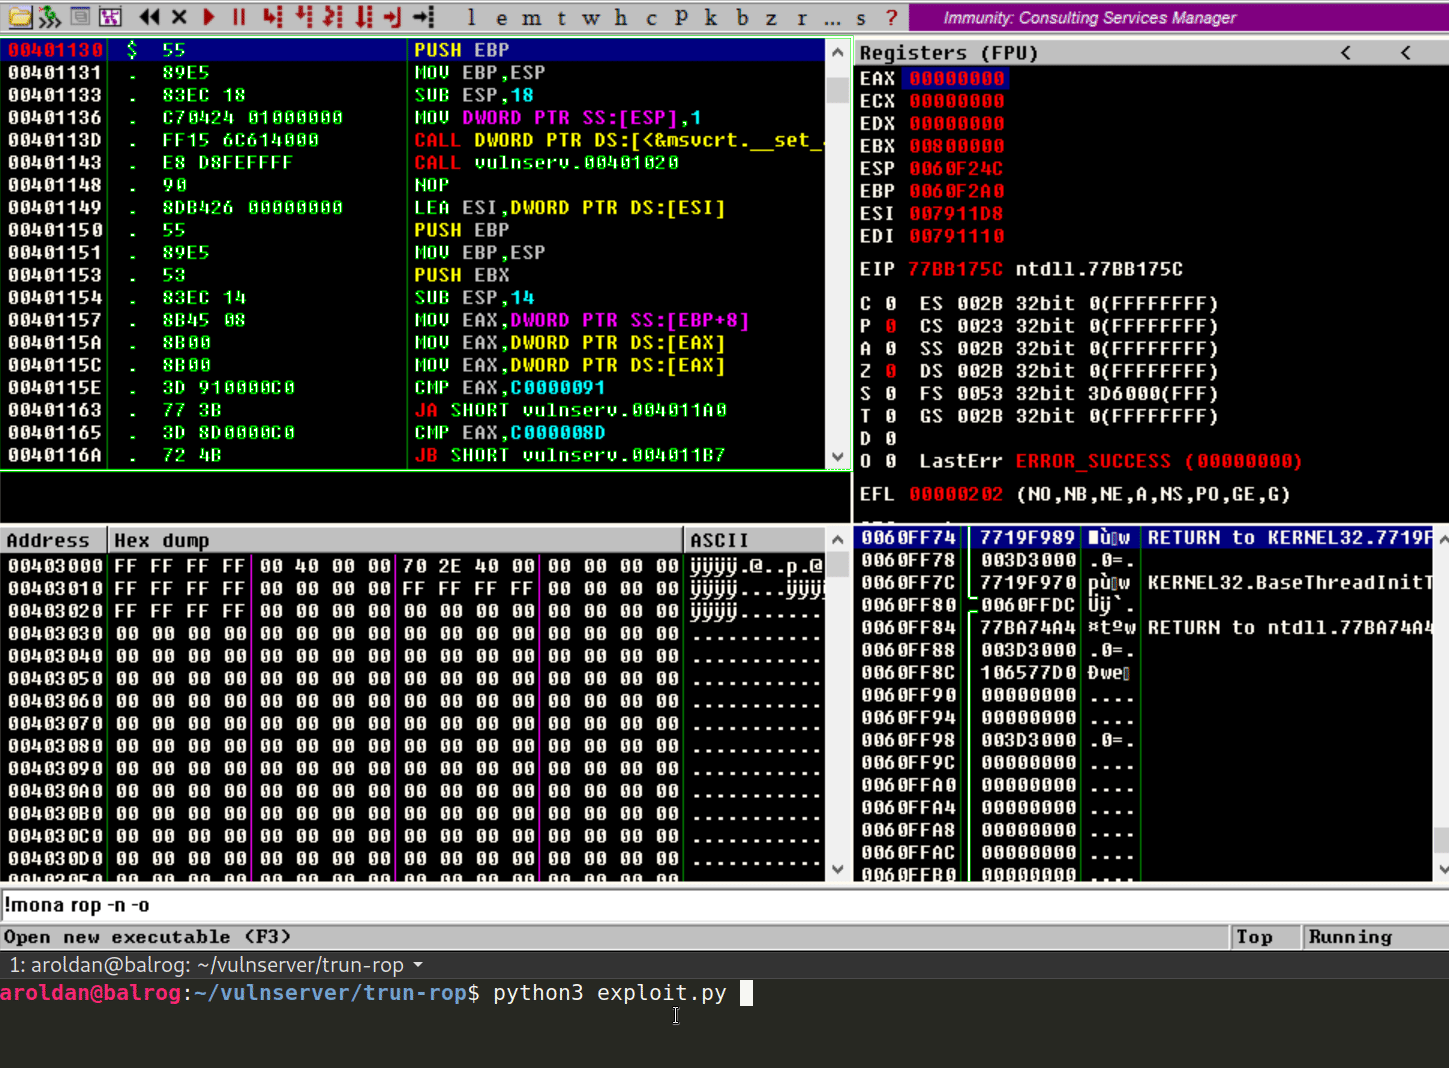 l e m t w h c p k b z r ... s ?
Immunity: Consulting Services Manager
00401130 $ 55 PUSH EBP
00401131 . 89E5 MOV EBP,ESP
00401133 . 83EC 18 SUB ESP,18
00401136 . C70424 01000000 MOV DWORD PTR SS:[ESP],1
0040113D . FF15 6C614000 CALL DWORD PTR DS:[<&msvcrt.__set_
00401143 . E8 D8FEFFFF CALL vulnserv.00401020
00401148 . 90 NOP
00401149 . 8DB426 00000000 LEA ESI,DWORD PTR DS:[ESI]
00401150 . 55 PUSH EBP
00401151 . 89E5 MOV EBP,ESP
00401153 . 53 PUSH EBX
00401154 . 83EC 14 SUB ESP,14
00401157 . 8B45 08 MOV EAX,DWORD PTR SS:[EBP+8]
0040115A . 8B00 MOV EAX,DWORD PTR DS:[EAX]
0040115C . 8B00 MOV EAX,DWORD PTR DS:[EAX]
0040115E . 3D 910000C0 CMP EAX,C0000091
00401163 . 77 3B JA SHORT vulnserv.004011A0
00401165 . 3D 8D0000C0 CMP EAX,C000008D
0040116A . 72 4B JB SHORT vulnserv.004011B7
Registers (FPU) < <
EAX 00000000
ECX 00000000
EDX 00000000
EBX 00800000
ESP 0060F24C
EBP 0060F2A0
ESI 007911D8
EDI 00791110
EIP 77BB175C ntdll.77BB175C
C 0 ES 002B 32bit 0(FFFFFFFF)
P 0 CS 0023 32bit 0(FFFFFFFF)
A 0 SS 002B 32bit 0(FFFFFFFF)
Z 0 DS 002B 32bit 0(FFFFFFFF)
S 0 FS 0053 32bit 3D6000(FFF)
T 0 GS 002B 32bit 0(FFFFFFFF)
D 0
O 0 LastErr ERROR_SUCCESS (00000000)
EFL 00000202 (NO,NB,NE,A,NS,PO,GE,G)
Address Hex dump ASCII
00403000 FF FF FF FF 00 40 00 00 70 2E 40 00 00 00 00 00 ÿÿÿÿ.@..p.@
00403010 FF FF FF FF 00 00 00 00 FF FF FF FF 00 00 00 00 ÿÿÿÿ....ÿÿÿÿ
00403020 FF FF FF FF 00 00 00 00 00 00 00 00 00 00 00 00 ÿÿÿÿ.......
00403030 00 00 00 00 00 00 00 00 00 00 00 00 00 00 00 00 ...........
00403040 00 00 00 00 00 00 00 00 00 00 00 00 00 00 00 00 ...........
00403050 00 00 00 00 00 00 00 00 00 00 00 00 00 00 00 00 ...........
00403060 00 00 00 00 00 00 00 00 00 00 00 00 00 00 00 00 ...........
00403070 00 00 00 00 00 00 00 00 00 00 00 00 00 00 00 00 ...........
00403080 00 00 00 00 00 00 00 00 00 00 00 00 00 00 00 00 ...........
00403090 00 00 00 00 00 00 00 00 00 00 00 00 00 00 00 00 ...........
004030A0 00 00 00 00 00 00 00 00 00 00 00 00 00 00 00 00 ...........
004030B0 00 00 00 00 00 00 00 00 00 00 00 00 00 00 00 00 ...........
004030C0 00 00 00 00 00 00 00 00 00 00 00 00 00 00 00 00 ...........
004030D0 00 00 00 00 00 00 00 00 00 00 00 00 00 00 00 00 ...........
0060FF74 7719F989 ù w RETURN to KERNEL32.7719F
0060FF78 003D3000 .0=.
0060FF7C 7719F970 pù w KERNEL32.BaseThreadInitT
0060FF80 0060FFDC Üÿ`.
0060FF84 77BA74A4 ¤tºw RETURN to ntdll.77BA74A4
0060FF88 003D3000 .0=.
0060FF8C 106577D0 Ðwe
0060FF90 00000000 ....
0060FF94 00000000 ....
0060FF98 003D3000 .0=.
0060FF9C 00000000 ....
0060FFA0 00000000 ....
0060FFA4 00000000 ....
0060FFA8 00000000 ....
0060FFAC 00000000 ....
0060FFB0 00000000 ....
!mona rop -n -o
Open new executable (F3) Top Running
1: aroldan@balrog: ~/vulnserver/trun-rop
aroldan@balrog:~/vulnserver/trun-rop$ python3 exploit.py